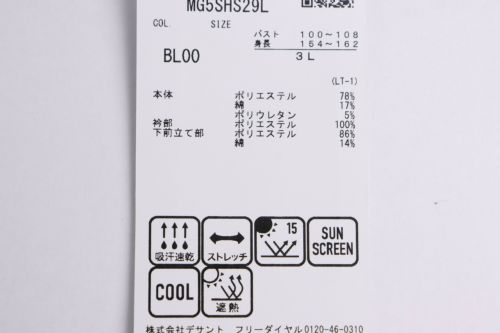 MG5SHS29L
COL. SIZE
バスト 100～108
BL00 身長 154～162
3L
(LT-1)
本体 ポリエステル 78%
綿 17%
ポリウレタン 5%
衿部 ポリエステル 100%
下前立て部 ポリエステル 86%
綿 14%
15 SUN SCREEN
吸汗速乾 ストレッチ
COOL 遮熱
株式会社デサント フリーダイヤル0120-46-0310